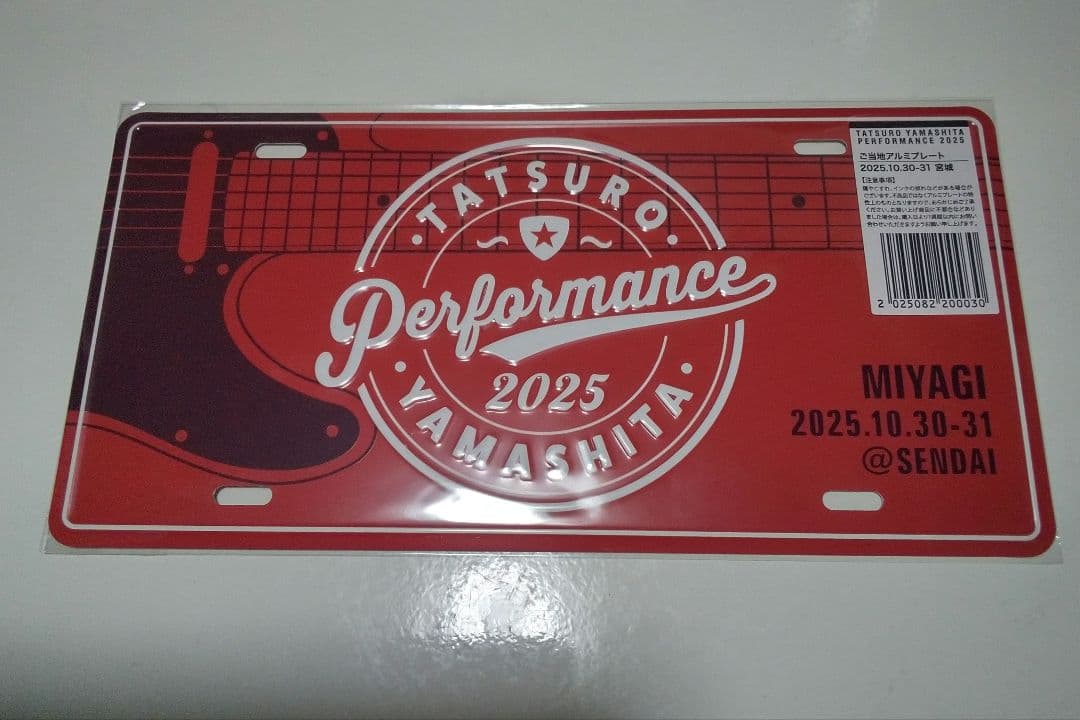 TATSURO
Performance
2025
YAMASHITA
TATSURO YAMASHITA
PERFORMANCE 2025
ご当地アルミプレート
2025.10.30-31 宮城
【注意事項】
2 025082 200030
MIYAGI
2025.10.30-31
@SENDAI